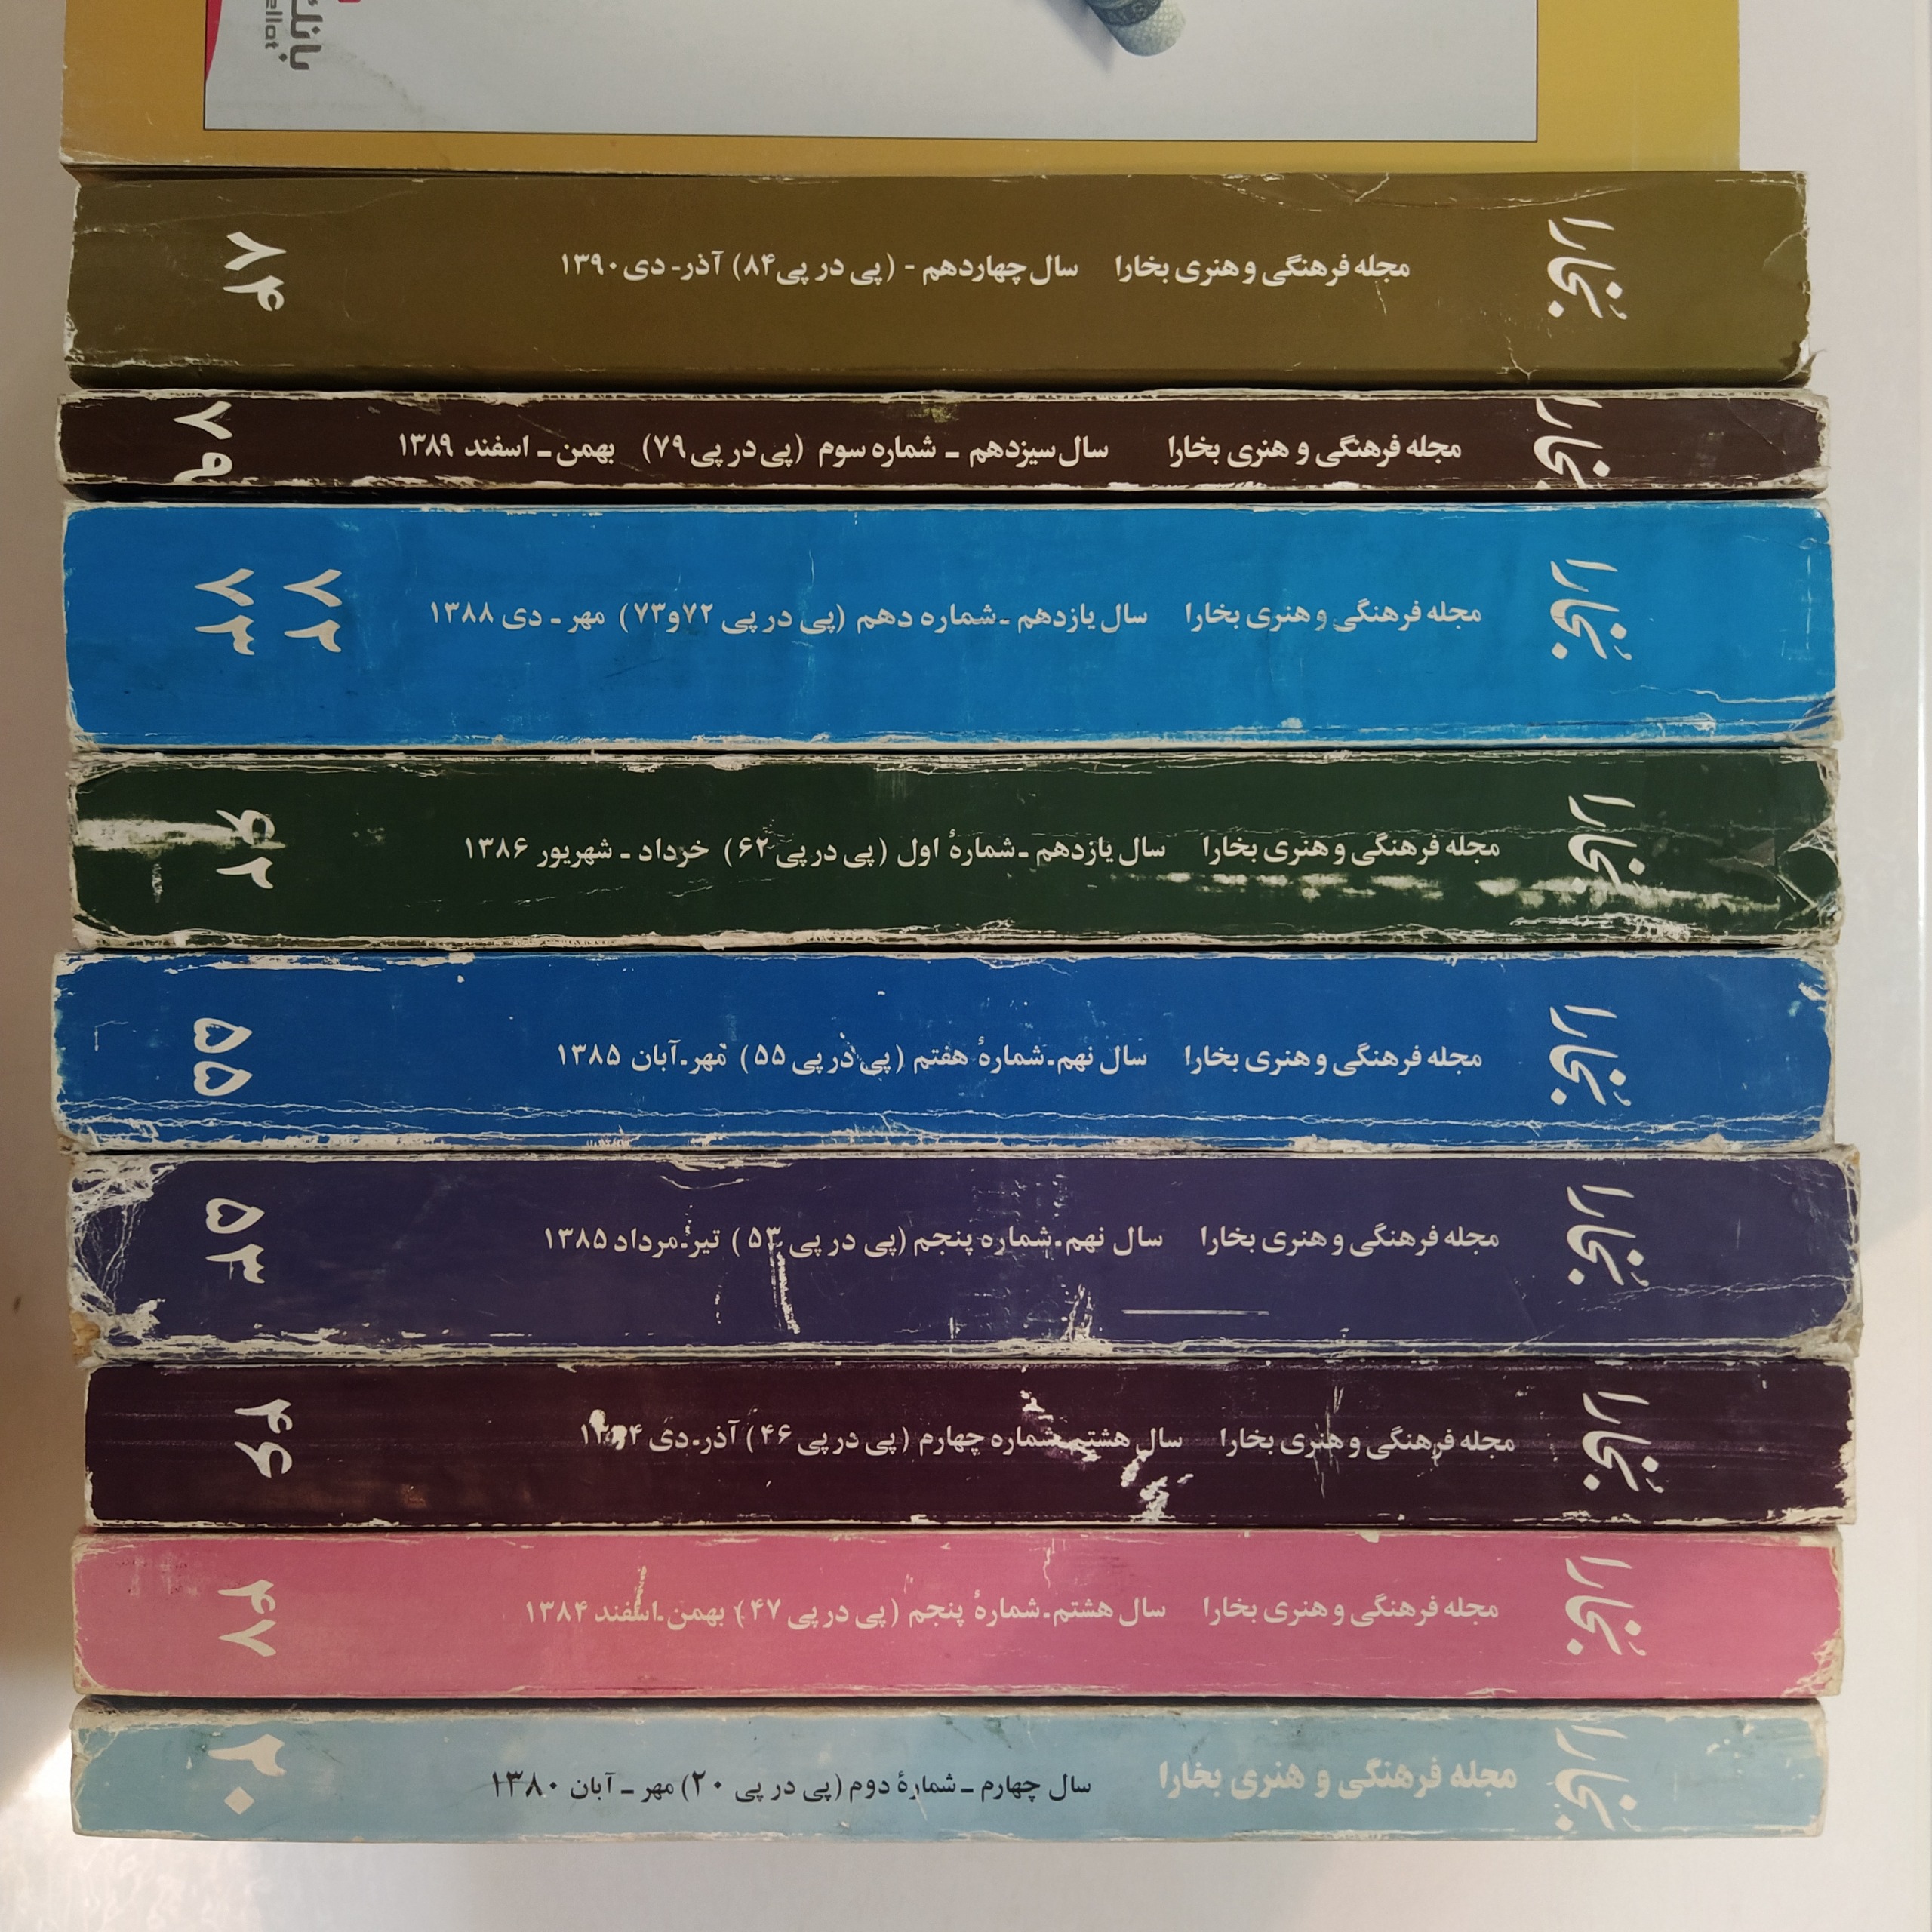 بانک
ellat
بخارا
مجله فرهنگی و هنری بخارا سال چهاردهم - (پی در پی ۸۴) آذر- دی ۱۳۹۰
۸۴
بخارا
مجله فرهنگی و هنری بخارا سال سیزدهم ـ شماره سوم (پی در پی ۷۹) بهمن ـ اسفند ۱۳۸۹
۷۹
بخارا
مجله فرهنگی و هنری بخارا سال یازدهم ـ شماره دهم (پی در پی ۷۲و۷۳) مهر ـ دی ۱۳۸۸
۷۲
۷۳
بخارا
مجله فرهنگی و هنری بخارا سال یازدهم ـ شمارهٔ اول (پی در پی ۶۲) خرداد ـ شهریور ۱۳۸۶
۶۲
بخارا
مجله فرهنگی و هنری بخارا سال نهم ـ شمارهٔ هفتم (پی در پی ۵۵) مهر ـ آبان ۱۳۸۵
۵۵
بخارا
مجله فرهنگی و هنری بخارا سال نهم ـ شماره پنجم (پی در پی ۵۳) تیر ـ مرداد ۱۳۸۵
۵۳
بخارا
مجله فرهنگی و هنری بخارا سال هشتم ـ شماره چهارم (پی در پی ۴۶) آذر ـ دی
۴۶
بخارا
مجله فرهنگی و هنری بخارا سال هشتم ـ شمارهٔ پنجم (پی در پی ۴۷) بهمن ـ اسفند ۱۳۸۴
۴۷
بخارا
مجله فرهنگی و هنری بخارا سال چهارم ـ شمارهٔ دوم (پی در پی ۲۰) مهر ـ آبان ۱۳۸۰
۲۰